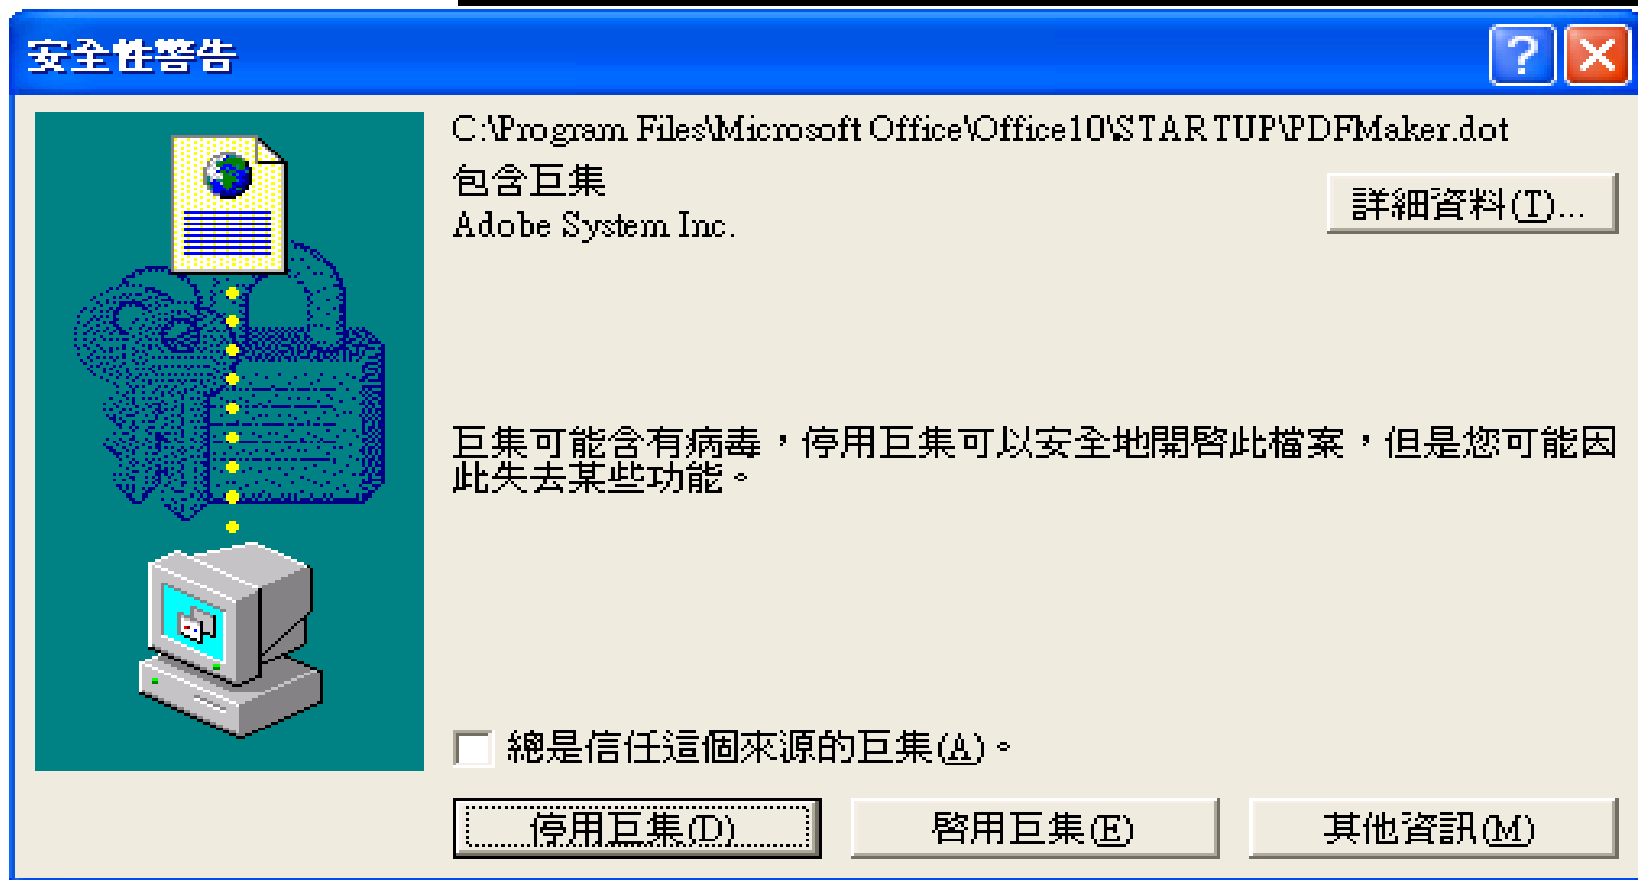 安全性警告
C:\Program Files\Microsoft Office\Office10\STARTUP\PDFMaker.dot
包含巨集
詳細資料(T)...
Adobe System Inc.
巨集可能含有病毒，停用巨集可以安全地開啓此檔案，但是您可能因
此失去某些功能。
總是信任這個來源的巨集(A)。
停用巨集(D) 啓用巨集(E) 其他資訊(M)